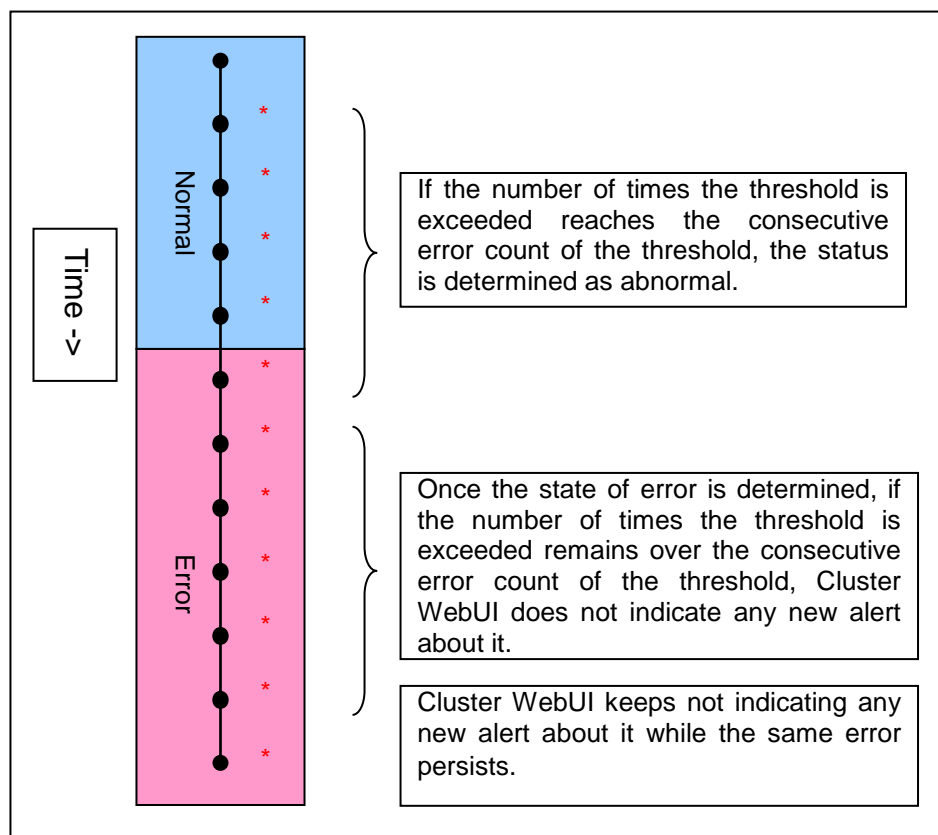 Time ->
Normal
Error
*
*
*
*
*
*
*
*
*
*
*
If the number of times the threshold is
exceeded reaches the consecutive
error count of the threshold, the status
is determined as abnormal.
Once the state of error is determined, if
the number of times the threshold is
exceeded remains over the consecutive
error count of the threshold, Cluster
WebUI does not indicate any new alert
about it.
Cluster WebUI keeps not indicating any
new alert about it while the same error
persists.